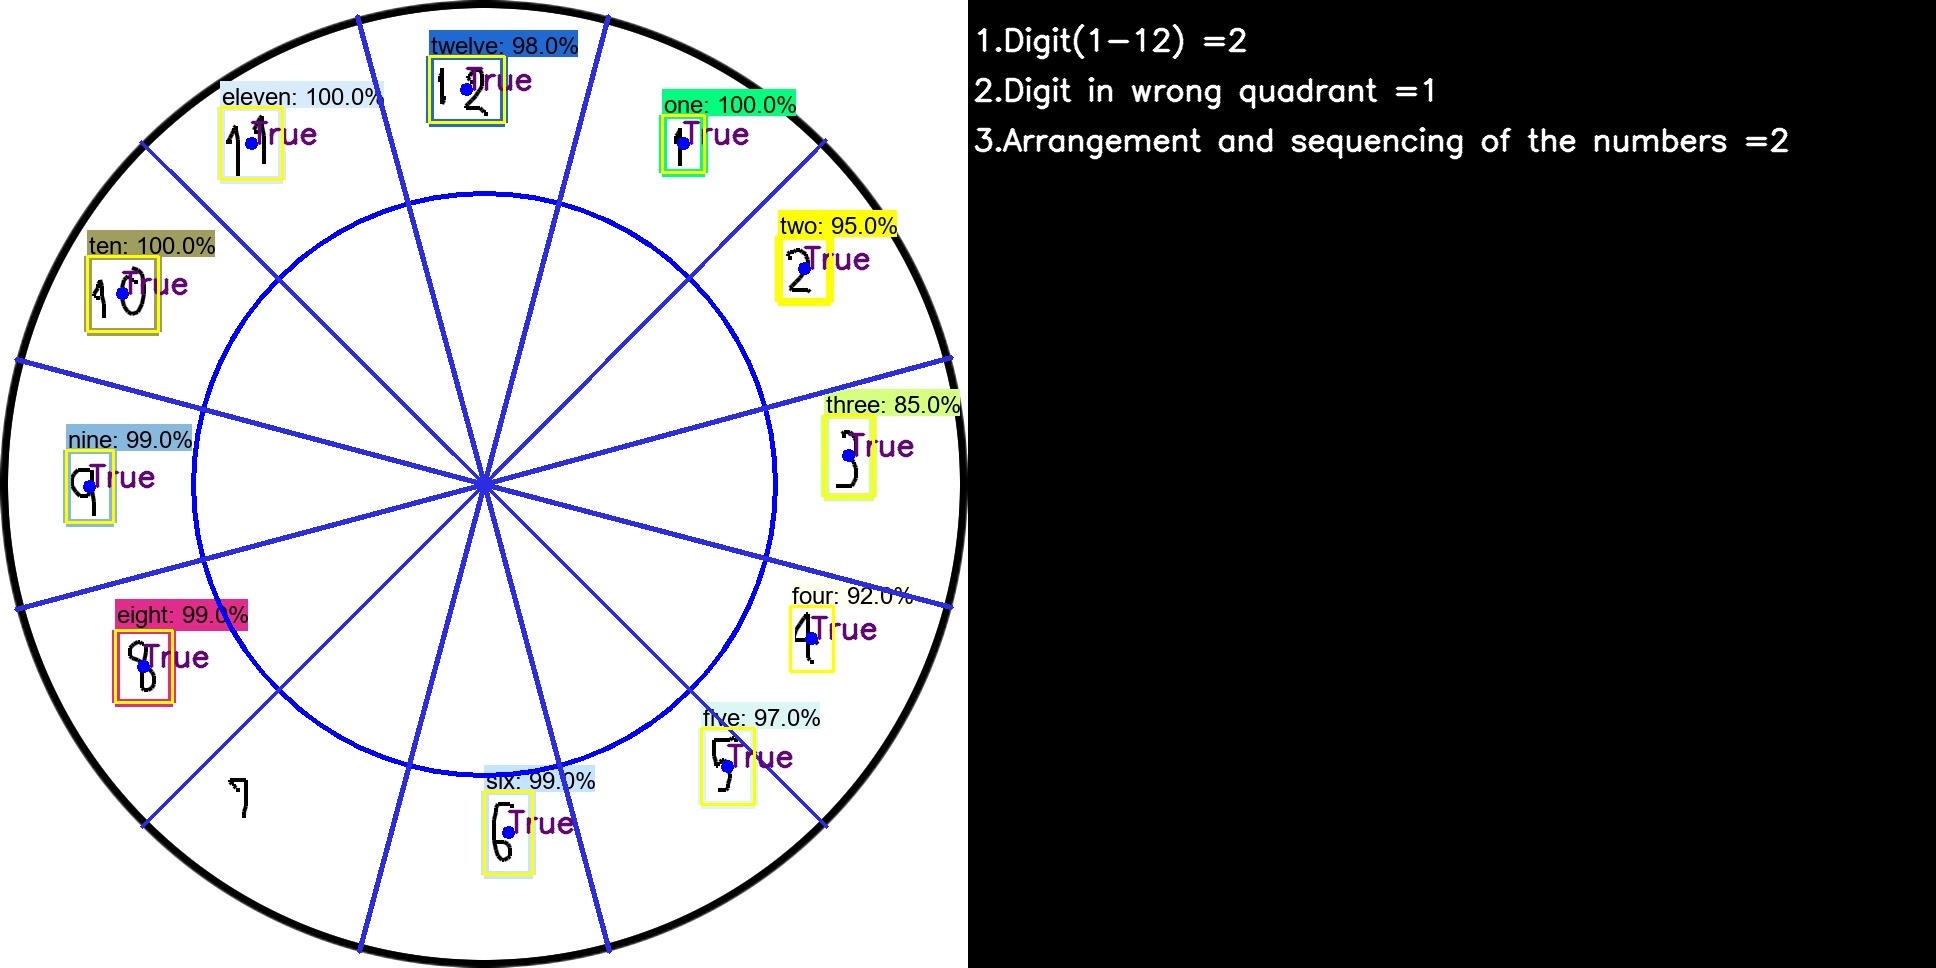 twelve: 98.0%
12
True
eleven: 100.0%
11
True
one: 100.0%
1
True
ten: 100.0%
10
True
two: 95.0%
2
True
three: 85.0%
3
True
nine: 99.0%
9
True
four: 92.0%
4
True
eight: 99.0%
8
True
five: 97.0%
5
True
six: 99.0%
6
True
7
1.Digit(1-12) =2
2.Digit in wrong quadrant =1
3.Arrangement and sequencing of the numbers =2